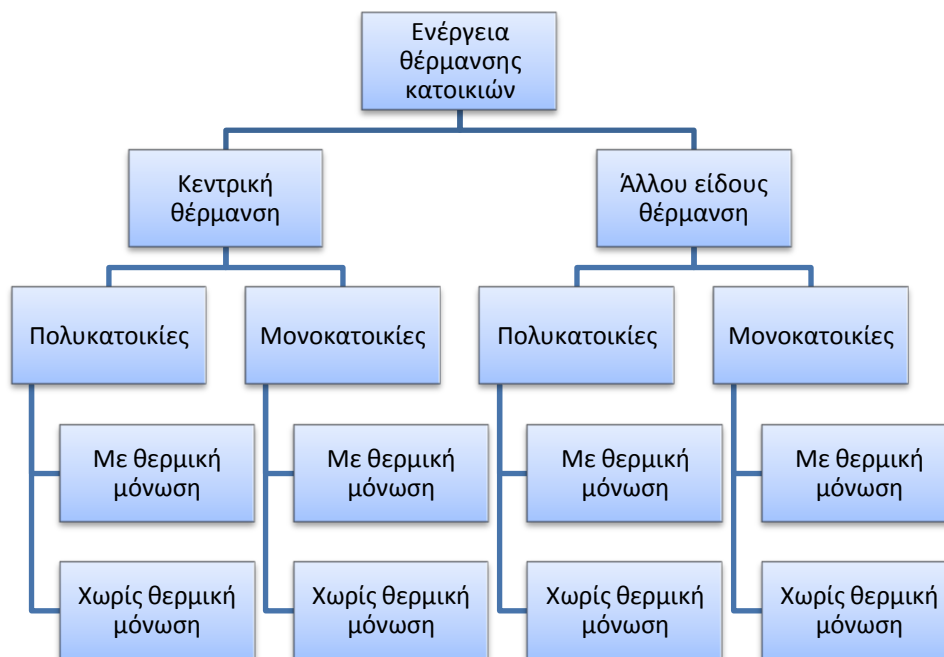 Ενέργεια
θέρμανσης
κατοικιών
Κεντρική
θέρμανση
Άλλου είδους
θέρμανση
Πολυκατοικίες
Μονοκατοικίες
Πολυκατοικίες
Μονοκατοικίες
Με θερμική
μόνωση
Με θερμική
μόνωση
Με θερμική
μόνωση
Με θερμική
μόνωση
Χωρίς θερμική
μόνωση
Χωρίς θερμική
μόνωση
Χωρίς θερμική
μόνωση
Χωρίς θερμική
μόνωση